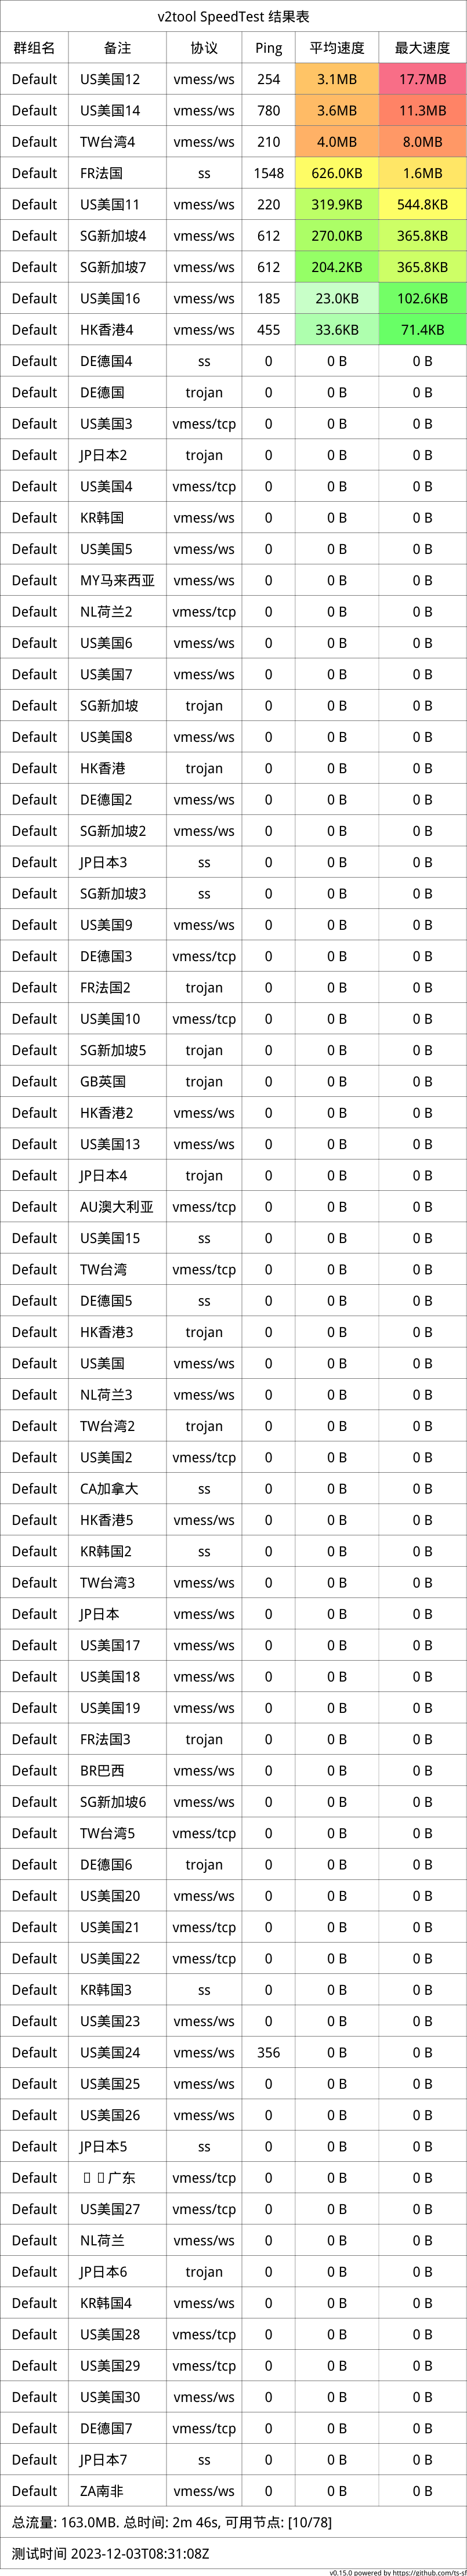 v2tool SpeedTest 结果表
群组名 备注 协议 Ping 平均速度 最大速度
Default US美国12 vmess/ws 254 3.1MB 17.7MB
Default US美国14 vmess/ws 780 3.6MB 11.3MB
Default TW台湾4 vmess/ws 210 4.0MB 8.0MB
Default FR法国 ss 1548 626.0KB 1.6MB
Default US美国11 vmess/ws 220 319.9KB 544.8KB
Default SG新加坡4 vmess/ws 612 270.0KB 365.8KB
Default SG新加坡7 vmess/ws 612 204.2KB 365.8KB
Default US美国16 vmess/ws 185 23.0KB 102.6KB
Default HK香港4 vmess/ws 455 33.6KB 71.4KB
Default DE德国4 ss 0 0 B 0 B
Default DE德国 trojan 0 0 B 0 B
Default US美国3 vmess/tcp 0 0 B 0 B
Default JP日本2 trojan 0 0 B 0 B
Default US美国4 vmess/tcp 0 0 B 0 B
Default KR韩国 vmess/ws 0 0 B 0 B
Default US美国5 vmess/ws 0 0 B 0 B
Default MY马来西亚 vmess/ws 0 0 B 0 B
Default NL荷兰2 vmess/tcp 0 0 B 0 B
Default US美国6 vmess/ws 0 0 B 0 B
Default US美国7 vmess/ws 0 0 B 0 B
Default SG新加坡 trojan 0 0 B 0 B
Default US美国8 vmess/ws 0 0 B 0 B
Default HK香港 trojan 0 0 B 0 B
Default DE德国2 vmess/ws 0 0 B 0 B
Default SG新加坡2 vmess/ws 0 0 B 0 B
Default JP日本3 ss 0 0 B 0 B
Default SG新加坡3 ss 0 0 B 0 B
Default US美国9 vmess/ws 0 0 B 0 B
Default DE德国3 vmess/tcp 0 0 B 0 B
Default FR法国2 trojan 0 0 B 0 B
Default US美国10 vmess/tcp 0 0 B 0 B
Default SG新加坡5 trojan 0 0 B 0 B
Default GB英国 trojan 0 0 B 0 B
Default HK香港2 vmess/ws 0 0 B 0 B
Default US美国13 vmess/ws 0 0 B 0 B
Default JP日本4 trojan 0 0 B 0 B
Default AU澳大利亚 vmess/tcp 0 0 B 0 B
Default US美国15 ss 0 0 B 0 B
Default TW台湾 vmess/tcp 0 0 B 0 B
Default DE德国5 ss 0 0 B 0 B
Default HK香港3 trojan 0 0 B 0 B
Default US美国 vmess/ws 0 0 B 0 B
Default NL荷兰3 vmess/ws 0 0 B 0 B
Default TW台湾2 trojan 0 0 B 0 B
Default US美国2 vmess/tcp 0 0 B 0 B
Default CA加拿大 ss 0 0 B 0 B
Default HK香港5 vmess/ws 0 0 B 0 B
Default KR韩国2 ss 0 0 B 0 B
Default TW台湾3 vmess/ws 0 0 B 0 B
Default JP日本 vmess/ws 0 0 B 0 B
Default US美国17 vmess/ws 0 0 B 0 B
Default US美国18 vmess/ws 0 0 B 0 B
Default US美国19 vmess/ws 0 0 B 0 B
Default FR法国3 trojan 0 0 B 0 B
Default BR巴西 vmess/ws 0 0 B 0 B
Default SG新加坡6 vmess/ws 0 0 B 0 B
Default TW台湾5 vmess/tcp 0 0 B 0 B
Default DE德国6 trojan 0 0 B 0 B
Default US美国20 vmess/ws 0 0 B 0 B
Default US美国21 vmess/tcp 0 0 B 0 B
Default US美国22 vmess/tcp 0 0 B 0 B
Default KR韩国3 ss 0 0 B 0 B
Default US美国23 vmess/ws 0 0 B 0 B
Default US美国24 vmess/ws 356 0 B 0 B
Default US美国25 vmess/ws 0 0 B 0 B
Default US美国26 vmess/ws 0 0 B 0 B
Default JP日本5 ss 0 0 B 0 B
Default 广东 vmess/tcp 0 0 B 0 B
Default US美国27 vmess/tcp 0 0 B 0 B
Default NL荷兰 vmess/ws 0 0 B 0 B
Default JP日本6 trojan 0 0 B 0 B
Default KR韩国4 vmess/ws 0 0 B 0 B
Default US美国28 vmess/tcp 0 0 B 0 B
Default US美国29 vmess/tcp 0 0 B 0 B
Default US美国30 vmess/ws 0 0 B 0 B
Default DE德国7 vmess/tcp 0 0 B 0 B
Default JP日本7 ss 0 0 B 0 B
Default ZA南非 vmess/ws 0 0 B 0 B
总流量: 163.0MB. 总时间: 2m 46s, 可用节点: [10/78]
测试时间 2023-12-03T08:31:08Z
v0.15.0 powered by https://github.com/ts-sf